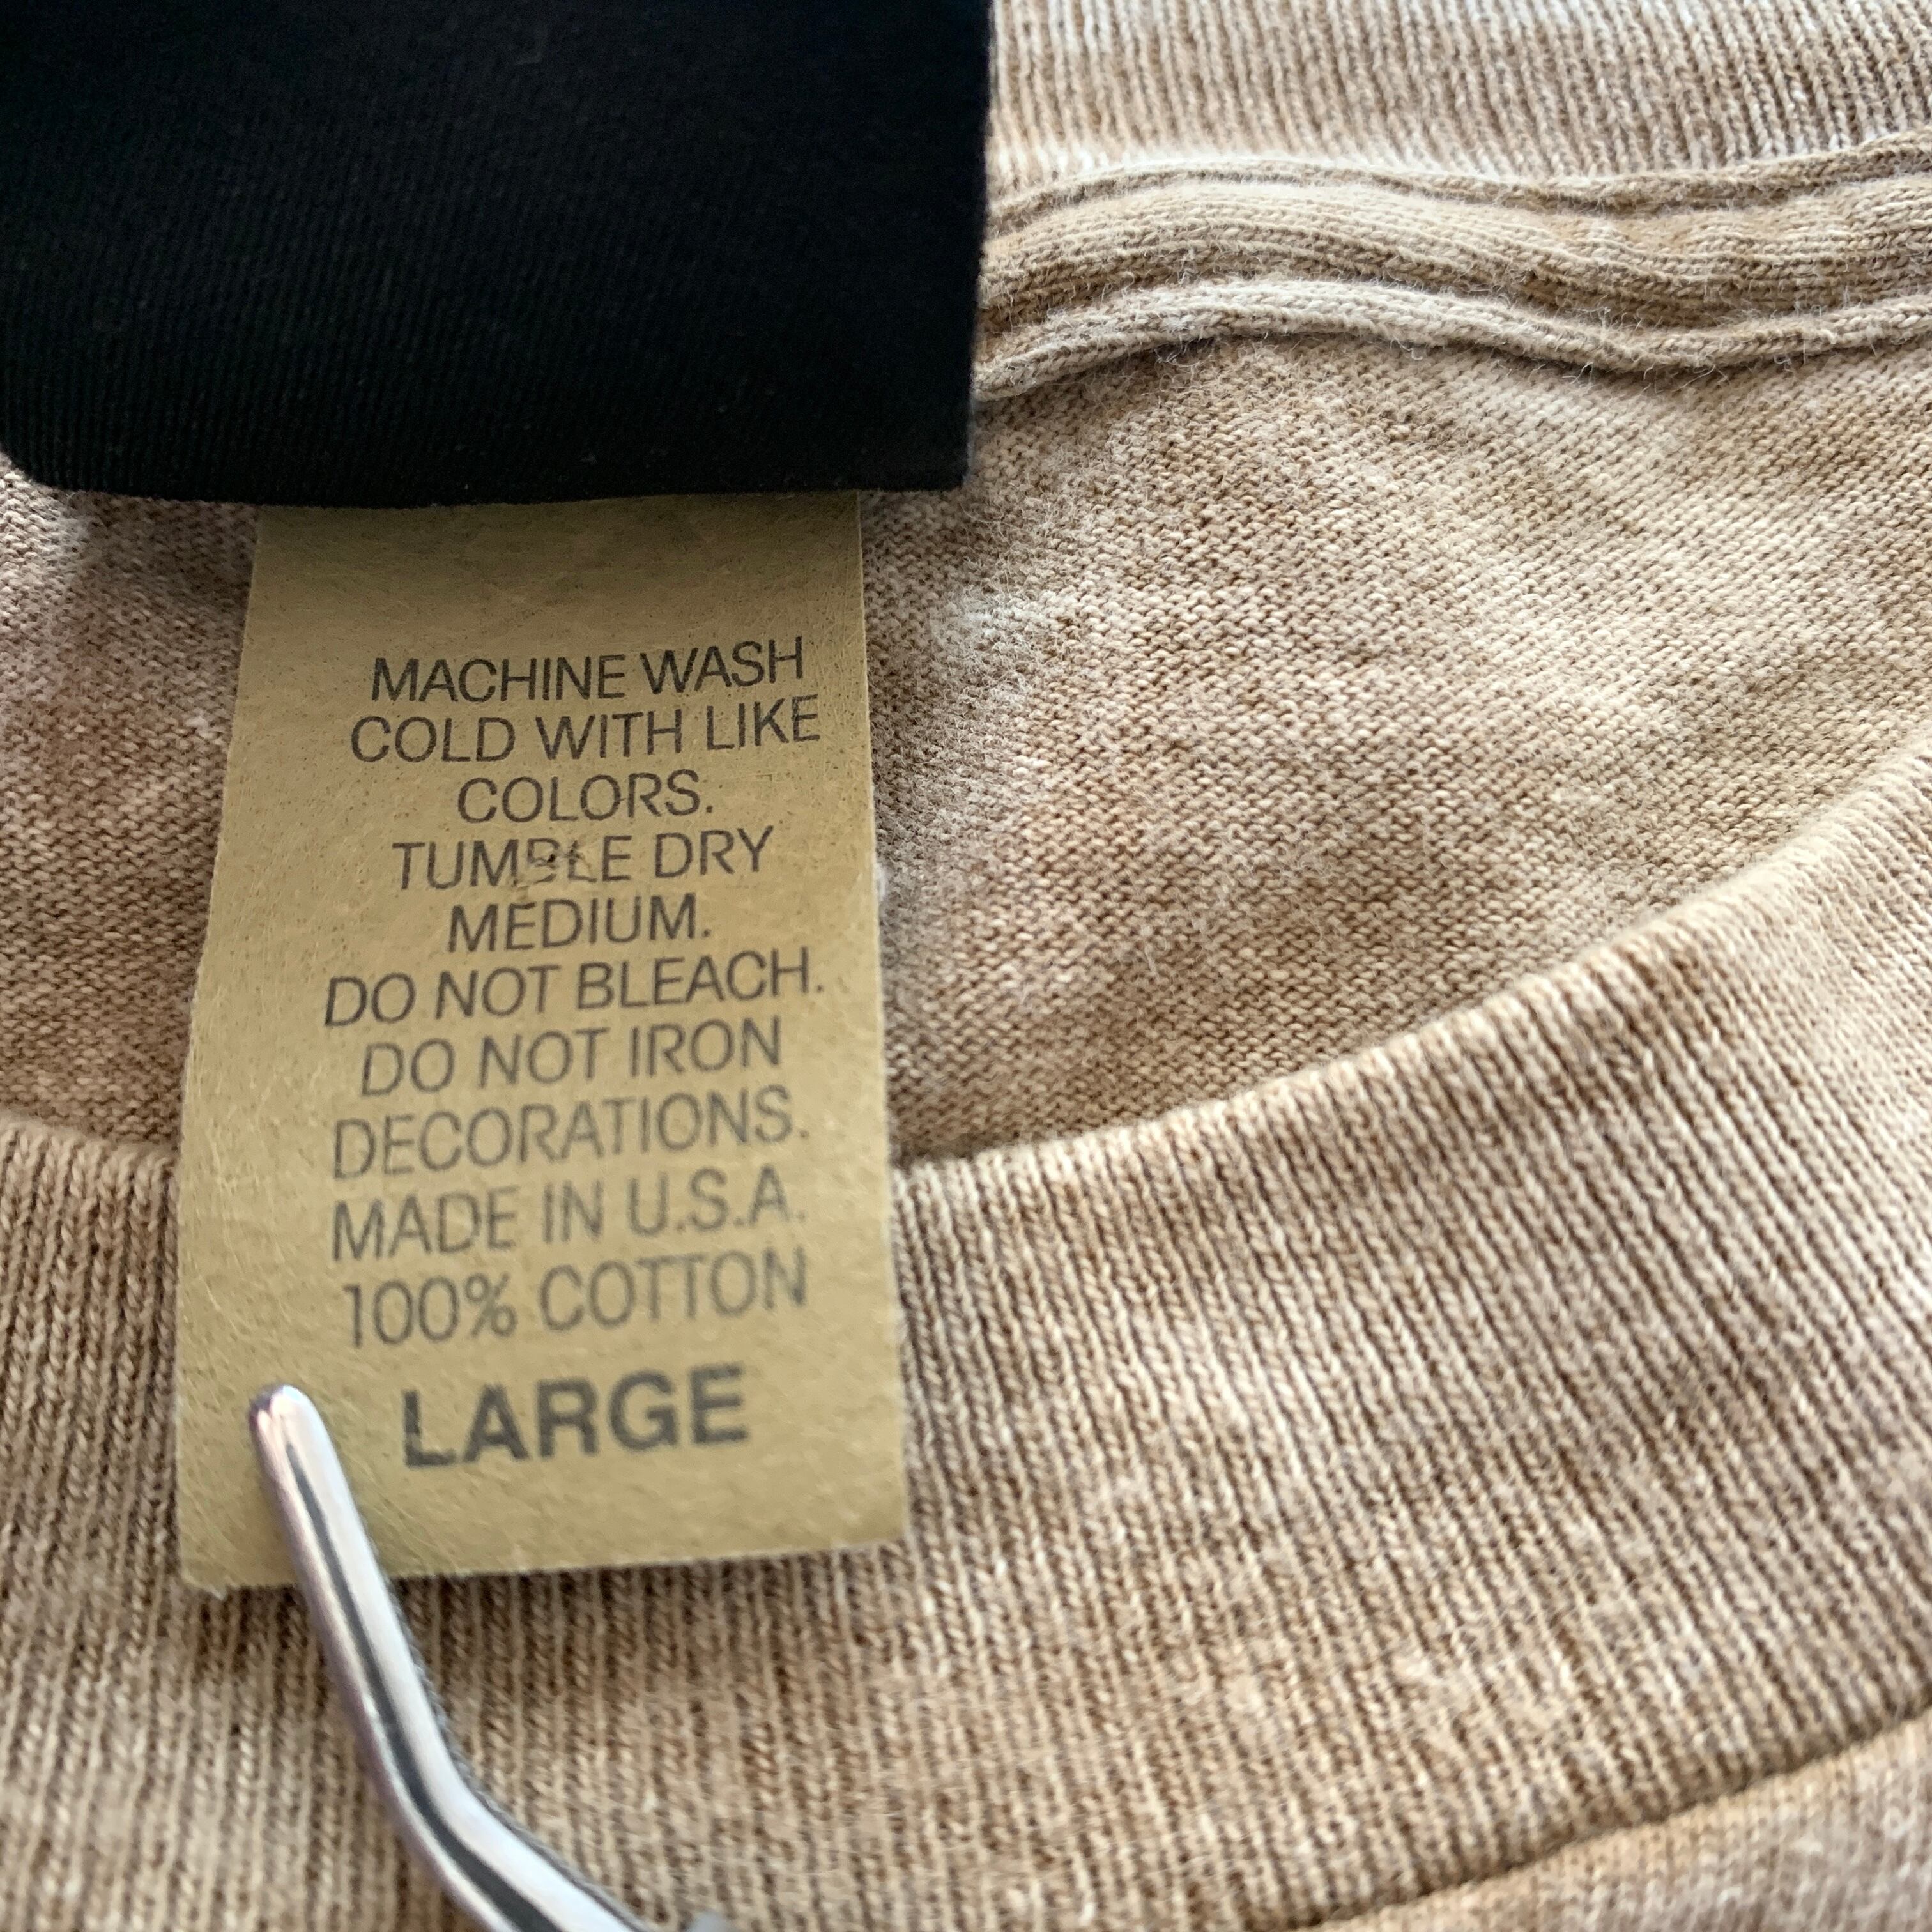 MACHINE WASH
COLD WITH LIKE
COLORS.
TUMBLE DRY
MEDIUM.
DO NOT BLEACH.
DO NOT IRON
DECORATIONS.
MADE IN U.S.A.
100% COTTON
LARGE